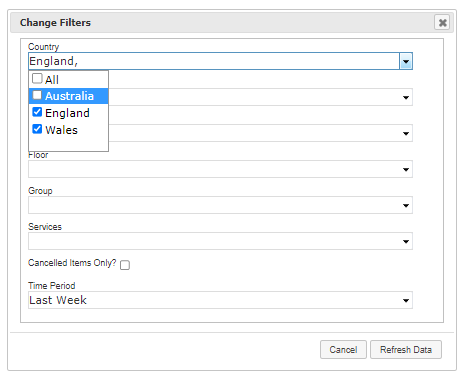 Change Filters
Country
England,
All
Australia
England
Wales
Floor
Group
Services
Cancelled Items Only?
Time Period
Last Week
Cancel
Refresh Data